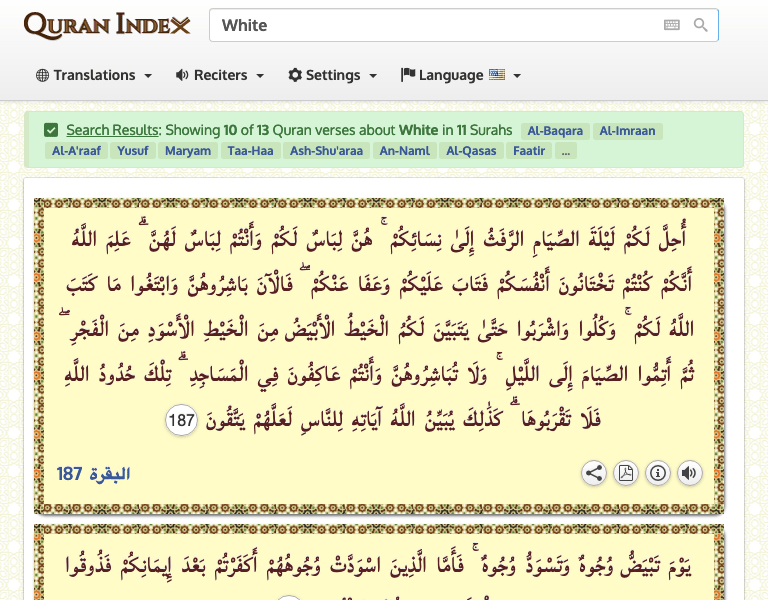 QURAN INDEX
White
Translations
Reciters
Settings
Language
Search Results: Showing 10 of 13 Quran verses about White in 11 Surahs Al-Baqara Al-Imraan
Al-A'raaf Yusuf Maryam Taa-Haa Ash-Shu'araa An-Naml Al-Qasas Faatir ...
أُحِلَّ لَكُمْ لَيْلَةَ الصِّيَامِ الرَّفَثُ إِلَىٰ نِسَائِكُمْ ۚ هُنَّ لِبَاسٌ لَكُمْ وَأَنْتُمْ لِبَاسٌ لَهُنَّ ۗ عَلِمَ اللَّهُ
أَنَّكُمْ كُنْتُمْ تَخْتَانُونَ أَنْفُسَكُمْ فَتَابَ عَلَيْكُمْ وَعَفَا عَنْكُمْ ۖ فَالْآنَ بَاشِرُوهُنَّ وَابْتَغُوا مَا كَتَبَ
اللَّهُ لَكُمْ ۚ وَكُلُوا وَاشْرَبُوا حَتَّىٰ يَتَبَيَّنَ لَكُمُ الْخَيْطُ الْأَبْيَضُ مِنَ الْخَيْطِ الْأَسْوَدِ مِنَ الْفَجْرِ ۖ
ثُمَّ أَتِمُّوا الصِّيَامَ إِلَى اللَّيْلِ ۚ وَلَا تُبَاشِرُوهُنَّ وَأَنْتُمْ عَاكِفُونَ فِي الْمَسَاجِدِ ۗ تِلْكَ حُدُودُ اللَّهِ
فَلَا تَقْرَبُوهَا ۗ كَذَٰلِكَ يُبَيِّنُ اللَّهُ آيَاتِهِ لِلنَّاسِ لَعَلَّهُمْ يَتَّقُونَ 187
البقرة 187
يَوْمَ تَبْيَضُّ وُجُوهٌ وَتَسْوَدُّ وُجُوهٌ ۚ فَأَمَّا الَّذِينَ اسْوَدَّتْ وُجُوهُهُمْ أَكَفَرْتُمْ بَعْدَ إِيمَانِكُمْ فَذُوقُوا